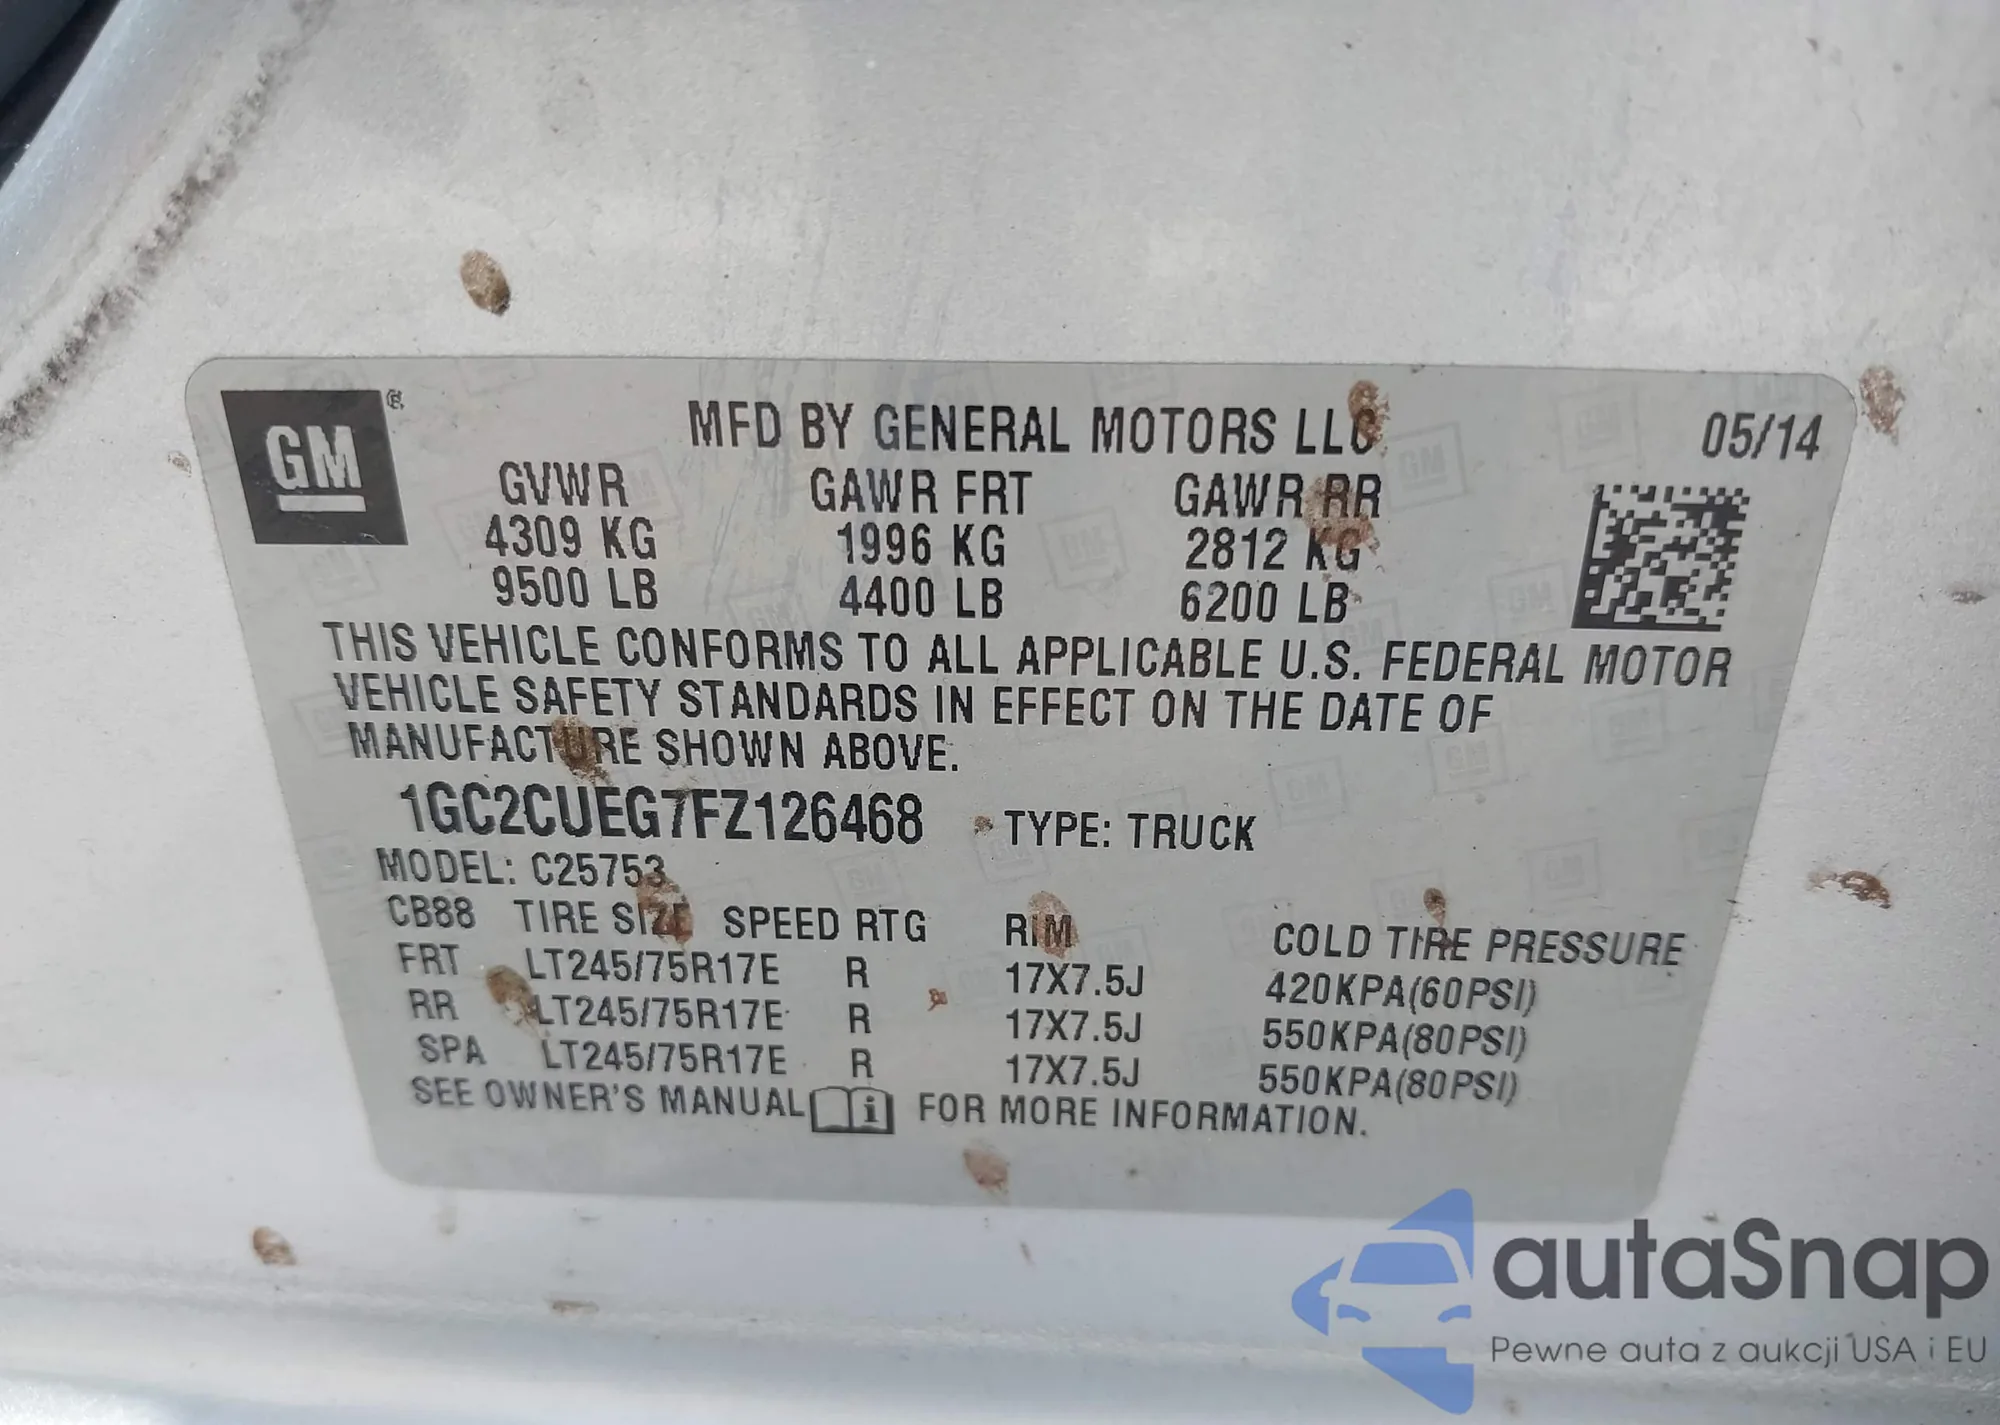 GM ®
MFD BY GENERAL MOTORS LLC 05/14
GVWR GAWR FRT GAWR RR
4309 KG 1996 KG 2812 KG
9500 LB 4400 LB 6200 LB
THIS VEHICLE CONFORMS TO ALL APPLICABLE U.S. FEDERAL MOTOR
VEHICLE SAFETY STANDARDS IN EFFECT ON THE DATE OF
MANUFACTURE SHOWN ABOVE.
1GC2CUEG7FZ126468 TYPE: TRUCK
MODEL: C25753
CB88 TIRE SIZE SPEED RTG RIM COLD TIRE PRESSURE
FRT LT245/75R17E R 17X7.5J 420KPA(60PSI)
RR LT245/75R17E R 17X7.5J 550KPA(80PSI)
SPA LT245/75R17E R 17X7.5J 550KPA(80PSI)
SEE OWNER'S MANUAL i FOR MORE INFORMATION.
autaSnap
Pewne auta z aukcji USA i EU